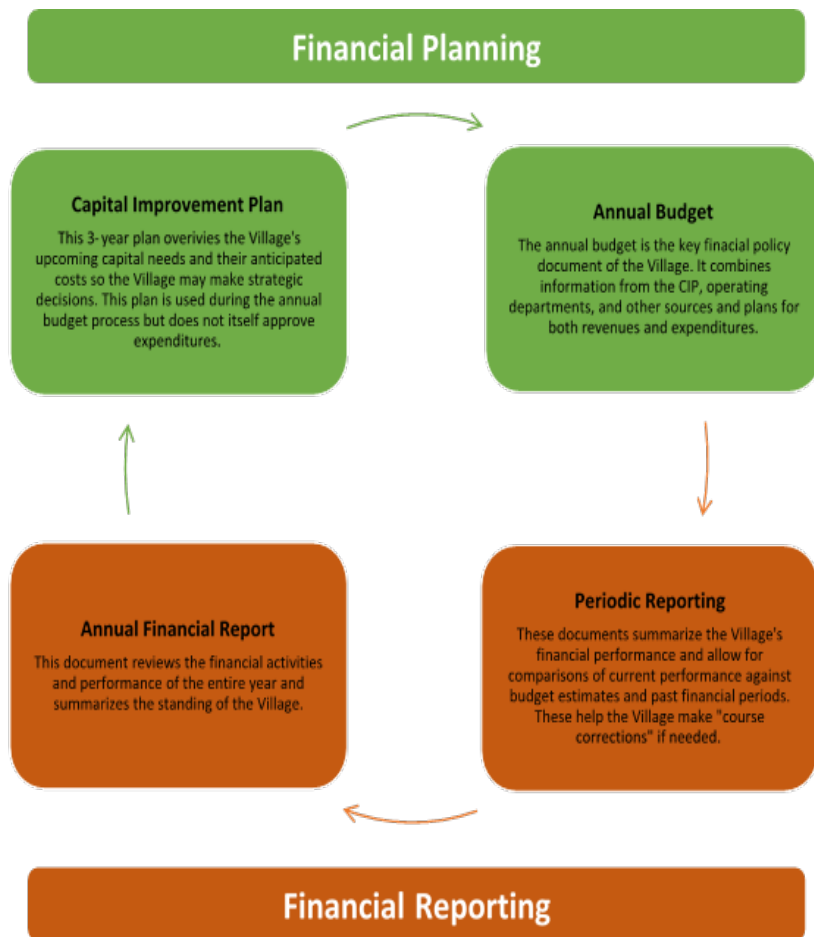 Financial Planning
Capital Improvement Plan
This 3-year plan overivies the Village's
upcoming capital needs and their anticipated
costs so the Village may make strategic
decisions. This plan is used during the annual
budget process but does not itself approve
expenditures.
Annual Budget
The annual budget is the key finacial policy
document of the Village. It combines
information from the CIP, operating
departments, and other sources and plans for
both revenues and expenditures.
Annual Financial Report
This document reviews the financial activities
and performance of the entire year and
summarizes the standing of the Village.
Periodic Reporting
These documents summarize the Village's
financial performance and allow for
comparisons of current performance against
budget estimates and past financial periods.
These help the Village make "course
corrections" if needed.
Financial Reporting